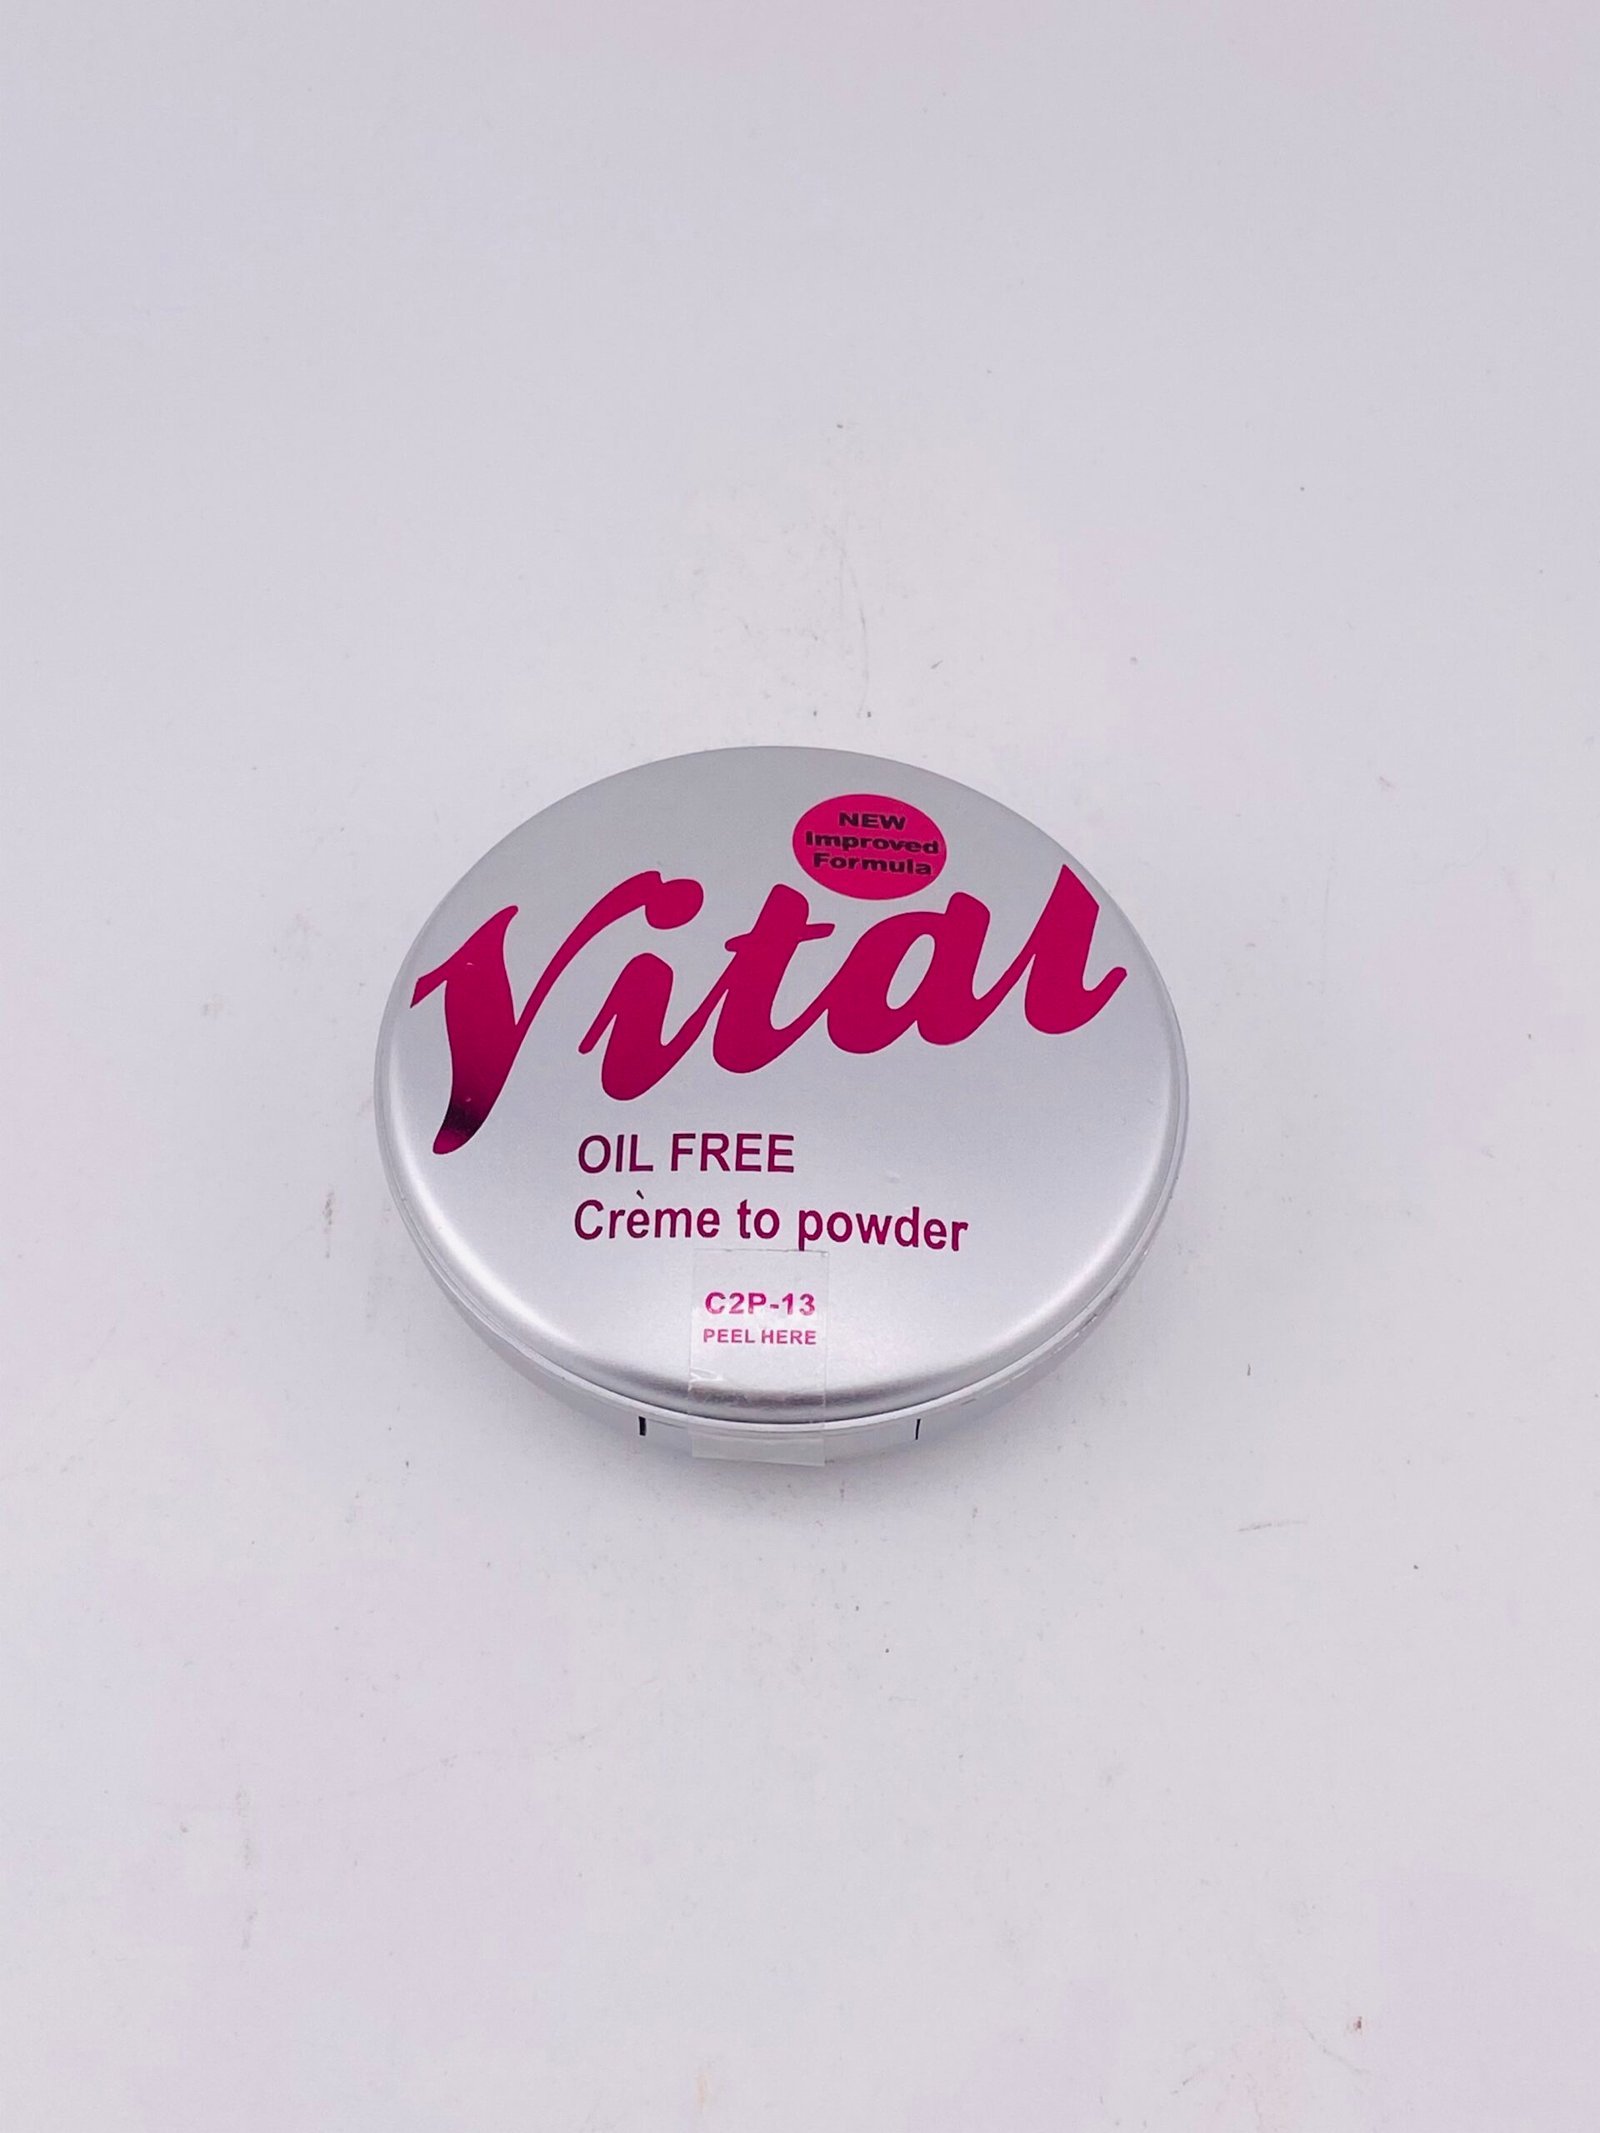 NEW
Improved
Formula
Vital
OIL FREE
Crème to powder
C2P-13
PEEL HERE